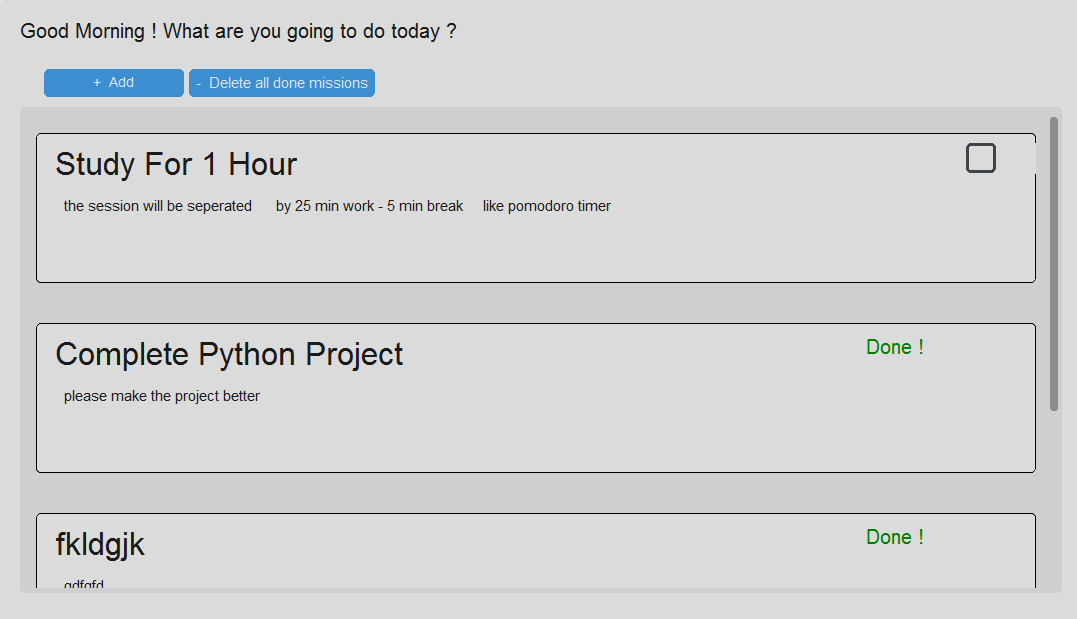 Good Morning ! What are you going to do today ?
+ Add - Delete all done missions
Study For 1 Hour
the session will be seperated by 25 min work - 5 min break like pomodoro timer
Complete Python Project Done !
please make the project better
fkldgjk Done !